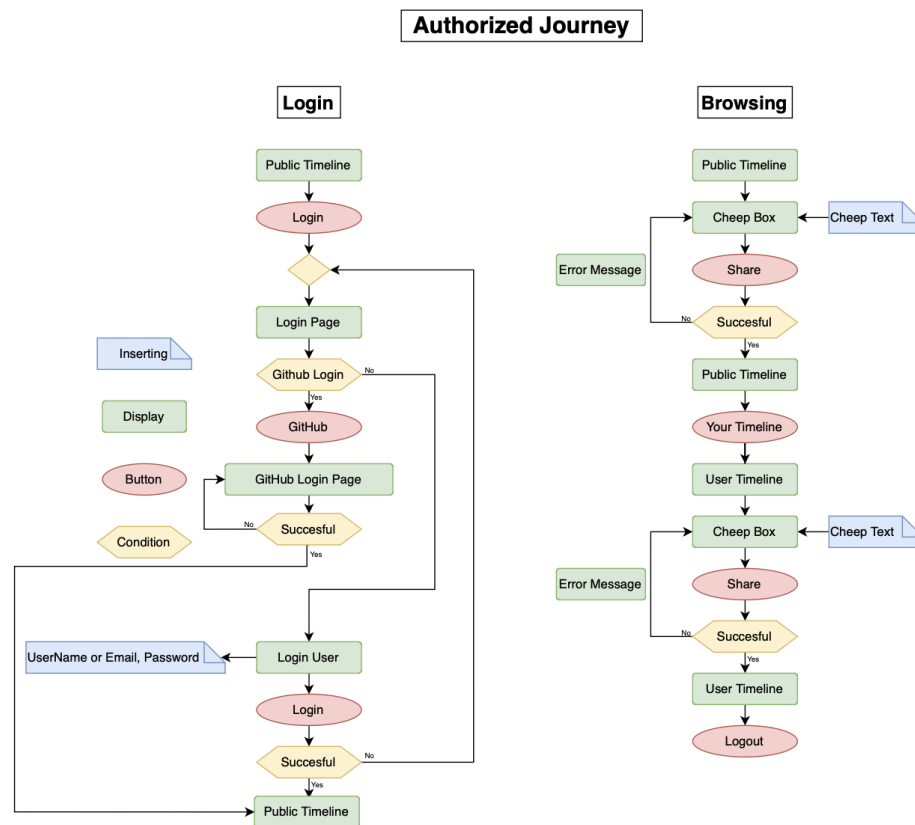 Authorized Journey
Login
Public Timeline
Login
Login Page
Github Login
No
Yes
GitHub
GitHub Login Page
Succesful
No
Yes
Login User
UserName or Email, Password
Login
Succesful
No
Yes
Public Timeline
Inserting
Display
Button
Condition
Browsing
Public Timeline
Cheep Box
Cheep Text
Error Message
Share
Succesful
No
Yes
Public Timeline
Your Timeline
User Timeline
Cheep Box
Cheep Text
Error Message
Share
Succesful
No
Yes
User Timeline
Logout